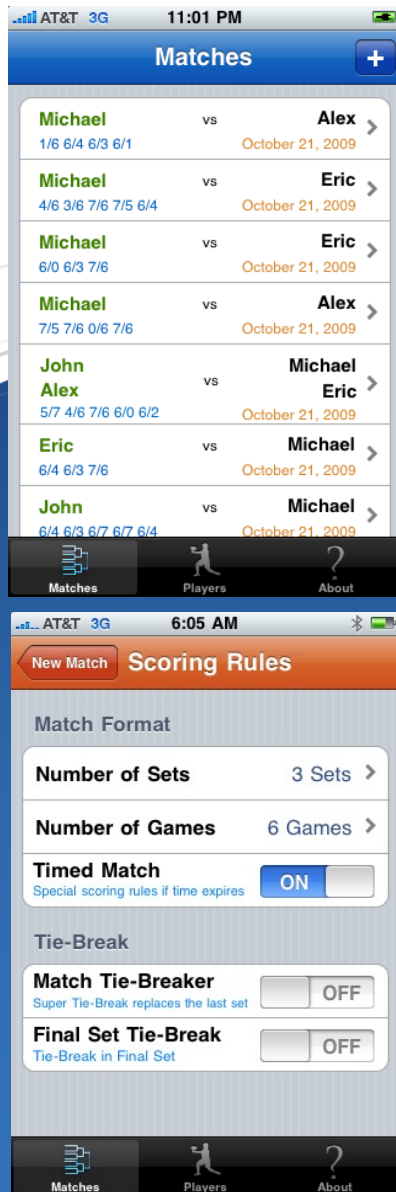 AT&T 3G 11:01 PM
Matches +
Michael vs Alex
1/6 6/4 6/3 6/1 October 21, 2009
Michael vs Eric
4/6 3/6 7/6 7/5 6/4 October 21, 2009
Michael vs Eric
6/0 6/3 7/6 October 21, 2009
Michael vs Alex
7/5 7/6 0/6 7/6 October 21, 2009
John Michael
Alex vs Eric
5/7 4/6 7/6 6/0 6/2 October 21, 2009
Eric vs Michael
6/4 6/3 7/6 October 21, 2009
John vs Michael
6/4 6/3 6/7 6/7 6/4 October 21, 2009
Matches Players About
AT&T 3G 6:05 AM
New Match Scoring Rules
Match Format
Number of Sets 3 Sets
Number of Games 6 Games
Timed Match ON
Special scoring rules if time expires
Tie-Break
Match Tie-Breaker OFF
Super Tie-Break replaces the last set
Final Set Tie-Break OFF
Tie-Break in Final Set
Matches Players About